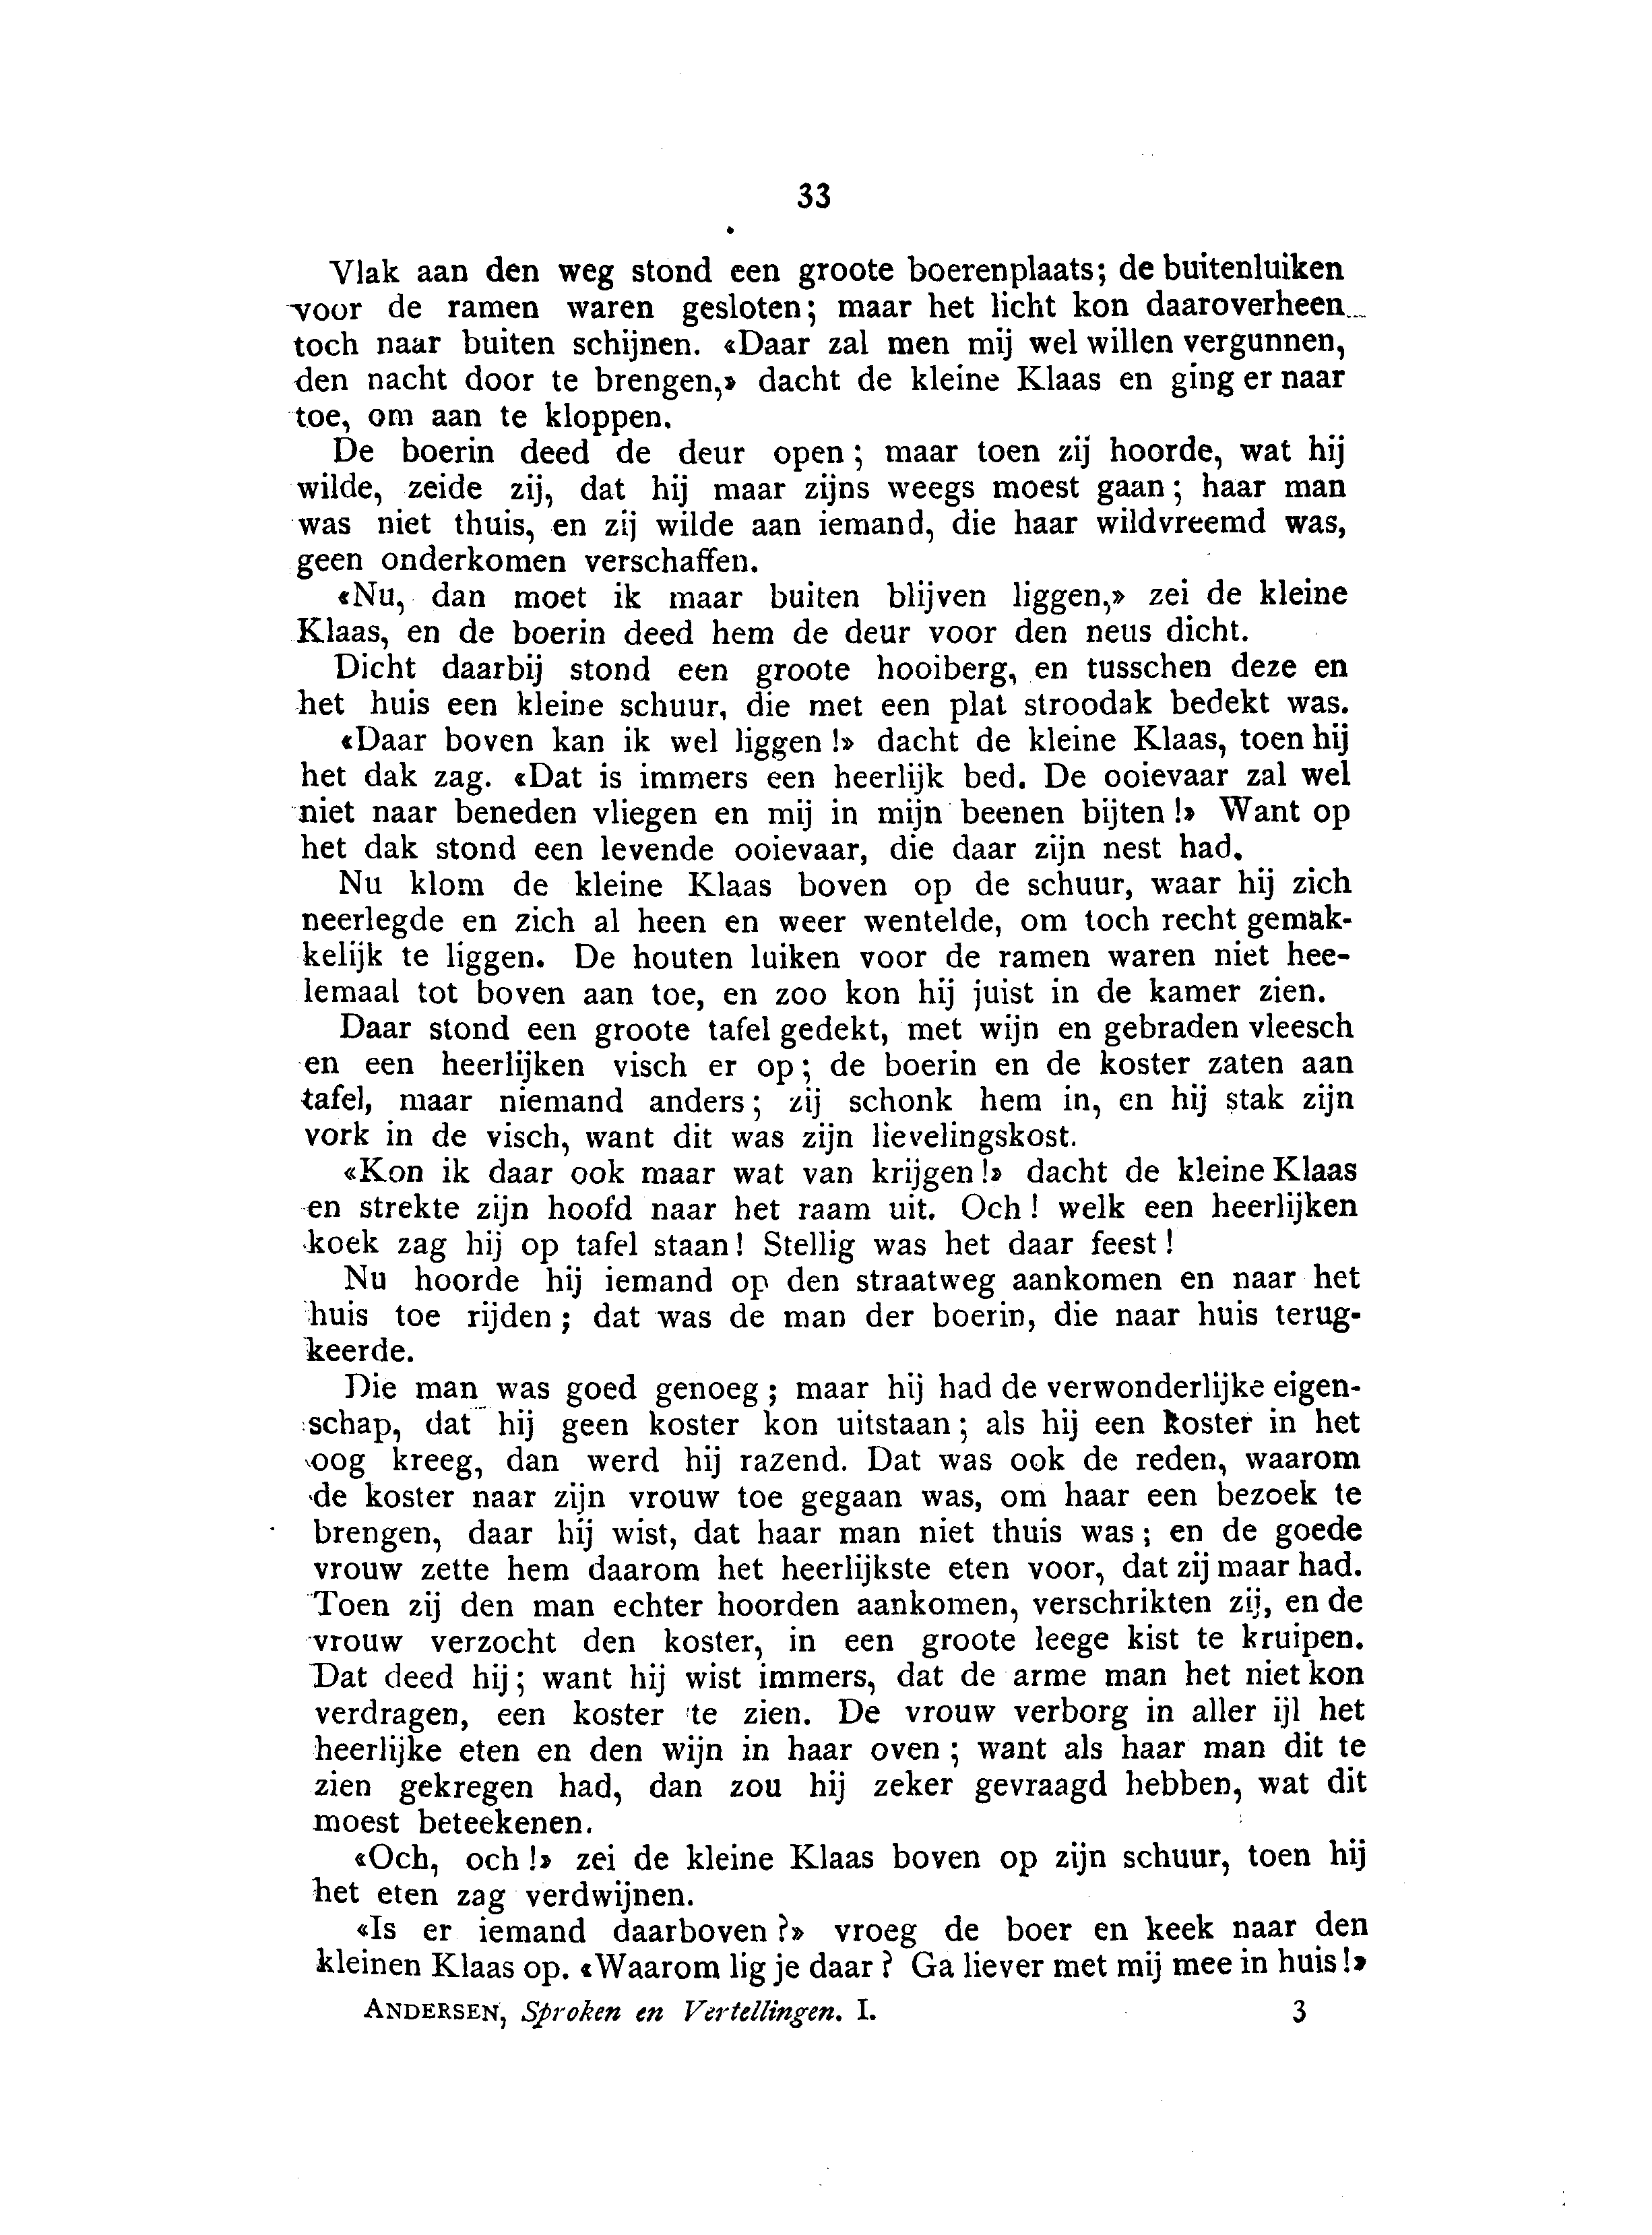 33
Vlak aan den weg stond een groote boerenplaats; de buitenluiken
voor de ramen waren gesloten; maar het licht kon daaroverheen
toch naar buiten schijnen. «Daar zal men mij wel willen vergunnen,
den nacht door te brengen,» dacht de kleine Klaas en ging er naar
toe, om aan te kloppen.
De boerin deed de deur open; maar toen zij hoorde, wat hij
wilde, zeide zij, dat hij maar zijns weegs moest gaan; haar man
was niet thuis, en zij wilde aan iemand, die haar wildvreemd was,
geen onderkomen verschaffen.
«Nu, dan moet ik maar buiten blijven liggen,» zei de kleine
Klaas, en de boerin deed hem de deur voor den neus dicht.
Dicht daarbij stond een groote hooiberg, en tusschen deze en
het huis een kleine schuur, die met een plat stroodak bedekt was.
«Daar boven kan ik wel liggen!» dacht de kleine Klaas, toen hij
het dak zag. «Dat is immers een heerlijk bed. De ooievaar zal wel
niet naar beneden vliegen en mij in mijn beenen bijten!» Want op
het dak stond een levende ooievaar, die daar zijn nest had.
Nu klom de kleine Klaas boven op de schuur, waar hij zich
neerlegde en zich al heen en weer wentelde, om toch recht gemak-
kelijk te liggen. De houten luiken voor de ramen waren niet hee-
lemaal tot boven aan toe, en zoo kon hij juist in de kamer zien.
Daar stond een groote tafel gedekt, met wijn en gebraden vleesch
en een heerlijken visch er op; de boerin en de koster zaten aan
tafel, maar niemand anders; zij schonk hem in, en hij stak zijn
vork in de visch, want dit was zijn lievelingskost.
«Kon ik daar ook maar wat van krijgen!» dacht de kleine Klaas
en strekte zijn hoofd naar het raam uit. Och! welk een heerlijken
koek zag hij op tafel staan! Stellig was het daar feest!
Nu hoorde hij iemand op den straatweg aankomen en naar het
huis toe rijden; dat was de man der boerin, die naar huis terug-
keerde.
Die man was goed genoeg; maar hij had de verwonderlijke eigen-
schap, dat hij geen koster kon uitstaan; als hij een koster in het
oog kreeg, dan werd hij razend. Dat was ook de reden, waarom
de koster naar zijn vrouw toe gegaan was, om haar een bezoek te
brengen, daar hij wist, dat haar man niet thuis was; en de goede
vrouw zette hem daarom het heerlijkste eten voor, dat zij maar had.
Toen zij den man echter hoorden aankomen, verschrikten zij, en de
vrouw verzocht den koster, in een groote leege kist te kruipen.
Dat deed hij; want hij wist immers, dat de arme man het niet kon
verdragen, een koster te zien. De vrouw verborg in aller ijl het
heerlijke eten en den wijn in haar oven; want als haar man dit te
zien gekregen had, dan zou hij zeker gevraagd hebben, wat dit
moest beteekenen.
«Och, och!» zei de kleine Klaas boven op zijn schuur, toen hij
het eten zag verdwijnen.
«Is er iemand daarboven?» vroeg de boer en keek naar den
kleinen Klaas op. «Waarom lig je daar? Ga liever met mij mee in huis!»
ANDERSEN, Sproken en Vertellingen. I. 3